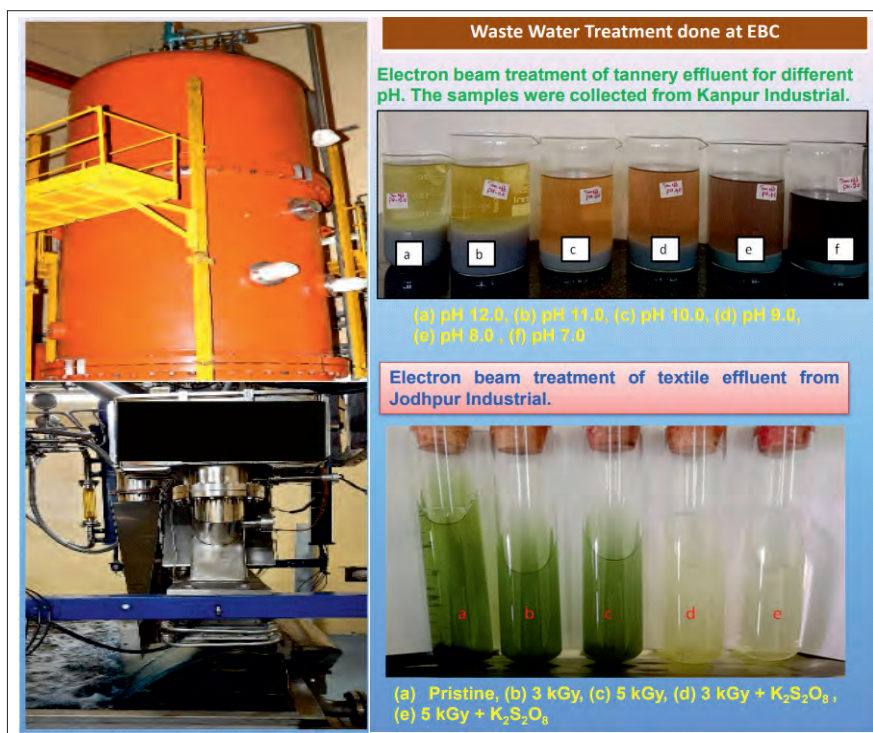 Waste Water Treatment done at EBC
Electron beam treatment of tannery effluent for different
pH. The samples were collected from Kanpur Industrial.
a
b
c
d
e
f
(a) pH 12.0, (b) pH 11.0, (c) pH 10.0, (d) pH 9.0,
(e) pH 8.0 , (f) pH 7.0
Electron beam treatment of textile effluent from
Jodhpur Industrial.
a
b
c
d
e
(a) Pristine, (b) 3 kGy, (c) 5 kGy, (d) 3 kGy + K₂S₂O₈ ,
(e) 5 kGy + K₂S₂O₈